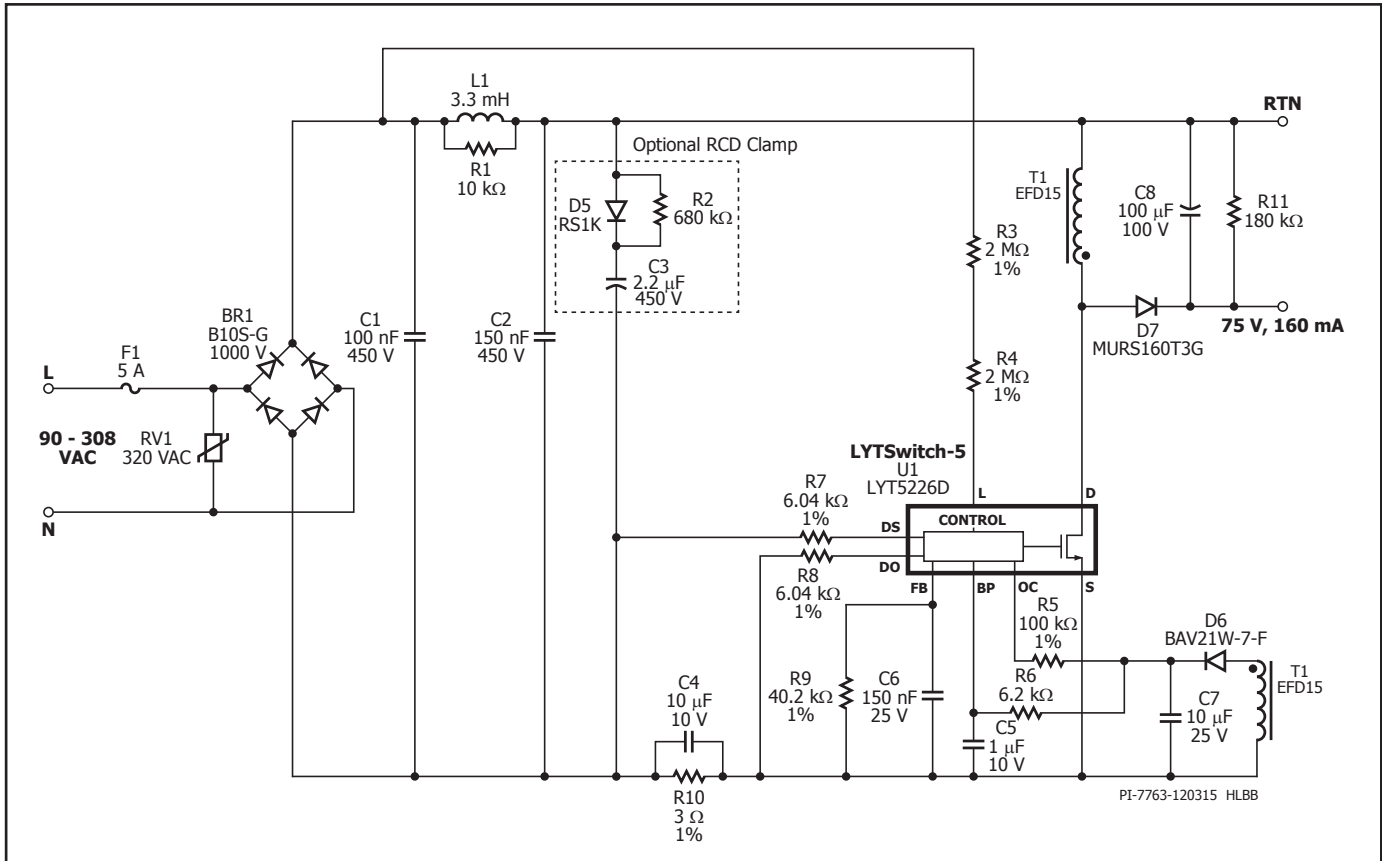 L1
3.3 mH
R1
10 kΩ
RTN
Optional RCD Clamp
D5
RS1K
R2
680 kΩ
C3
2.2 μF
450 V
T1
EFD15
C8
100 μF
100 V
R11
180 kΩ
R3
2 MΩ
1%
BR1
B10S-G
1000 V
C1
100 nF
450 V
C2
150 nF
450 V
D7
MURS160T3G
75 V, 160 mA
F1
5 A
L
R4
2 MΩ
1%
90 - 308
VAC
RV1
320 VAC
N
LYTSwitch-5
U1
LYT5226D
L
D
R7
6.04 kΩ
1%
DS
CONTROL
DO
R8
6.04 kΩ
1%
FB
BP
OC
S
R5
100 kΩ
1%
D6
BAV21W-7-F
T1
EFD15
R9
40.2 kΩ
1%
C6
150 nF
25 V
R6
6.2 kΩ
C7
10 μF
25 V
C4
10 μF
10 V
C5
1 μF
10 V
R10
3 Ω
1%
PI-7763-120315 HLBB